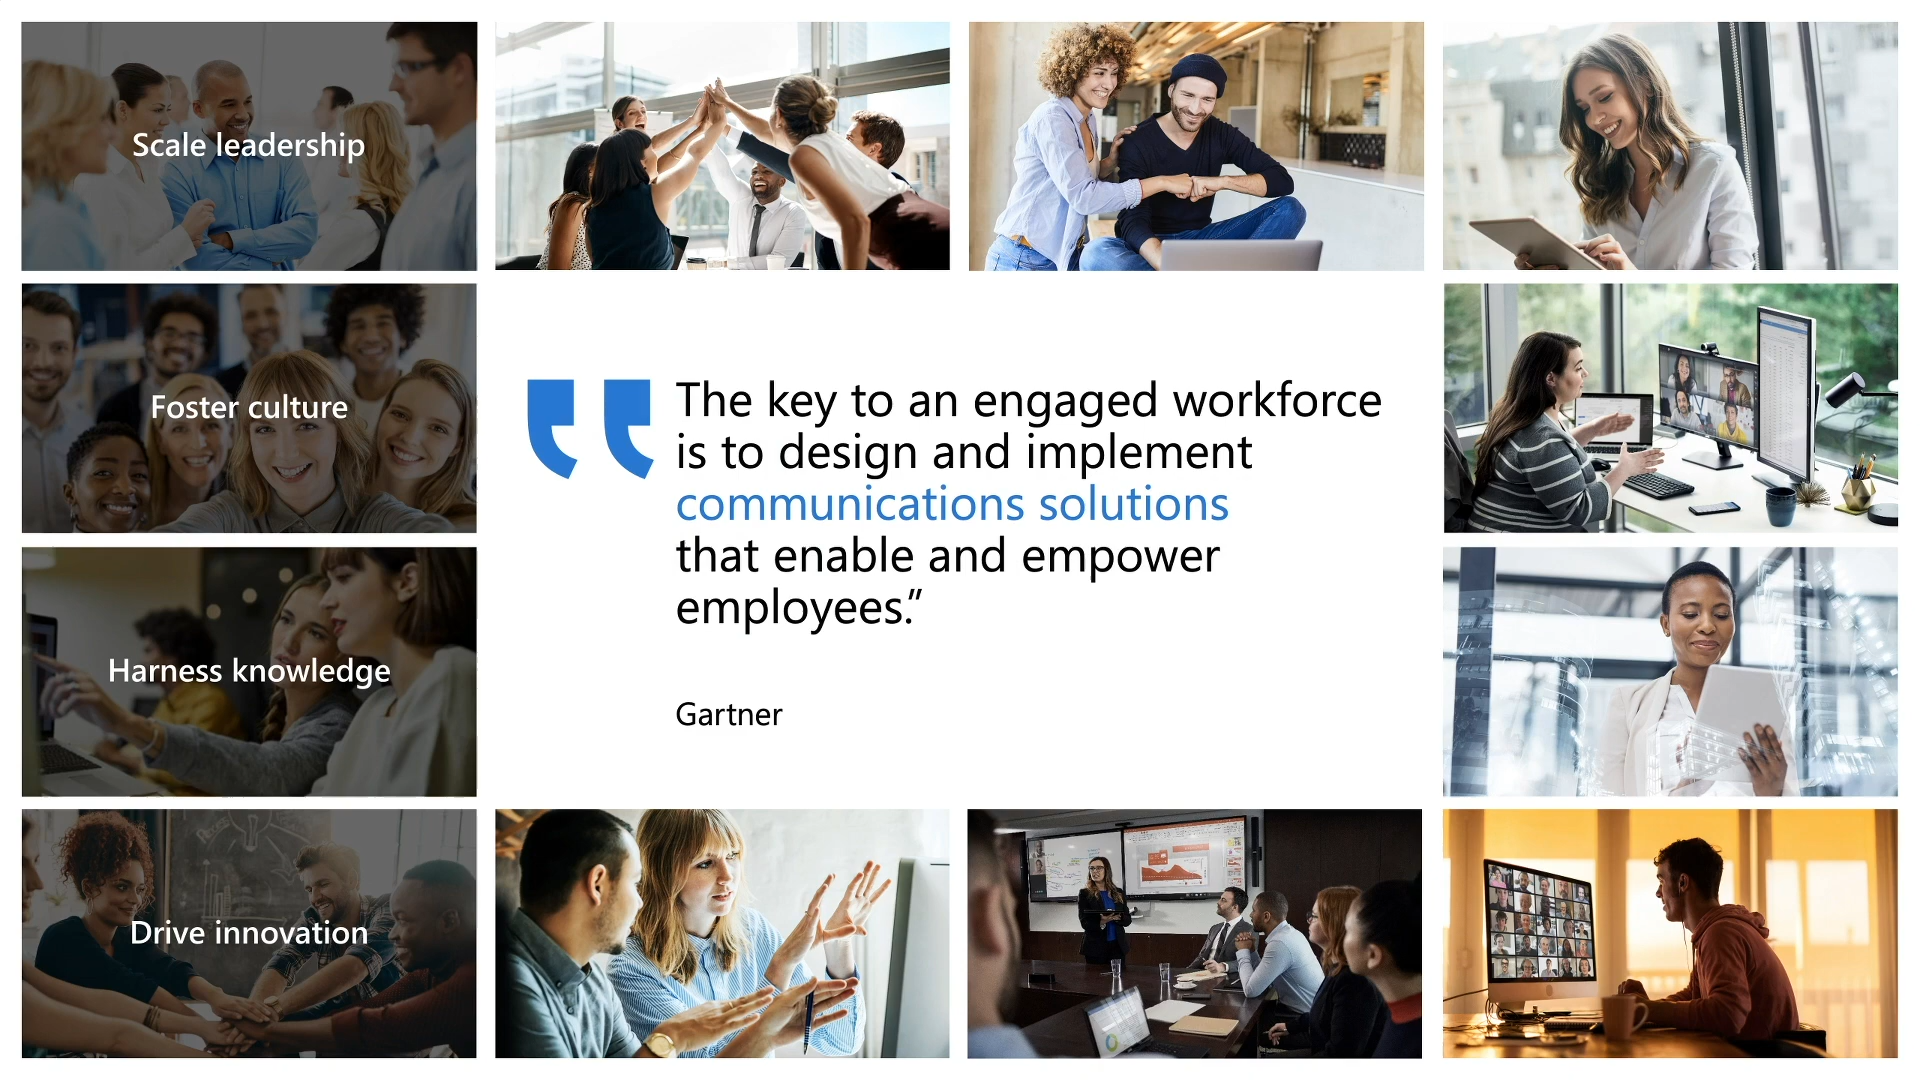 Scale leadership
Foster culture
Harness knowledge
Drive innovation
The key to an engaged workforce
is to design and implement
communications solutions
that enable and empower
employees.”
Gartner